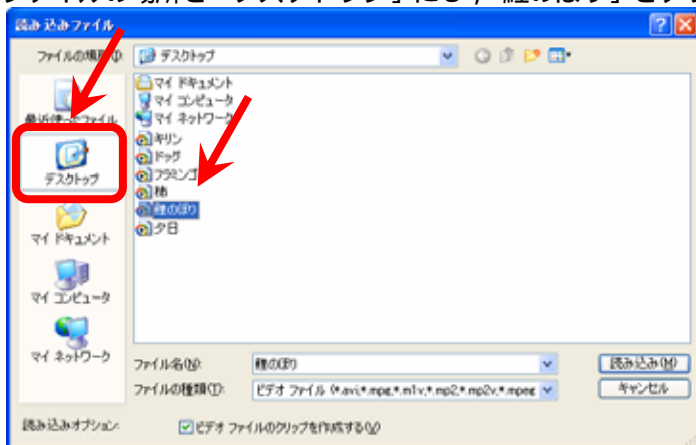 読み込みファイル
ファイルの場所(I): デスクトップ
最近使ったファイル
デスクトップ
マイ ドキュメント
マイ コンピュータ
マイ ネットワーク
マイ ドキュメント
マイ コンピュータ
マイ ネットワーク
キリン
ドッグ
フラミンゴ
柿
鯉のぼり
夕日
ファイル名(N): 鯉のぼり 読み込み(M)
ファイルの種類(T): ビデオ ファイル (*.avi;*.mpg;*.m1v;*.mp2;*.mp2v;*.mpeg キャンセル
読み込みオプション: ビデオ ファイルのクリップを作成する(V)